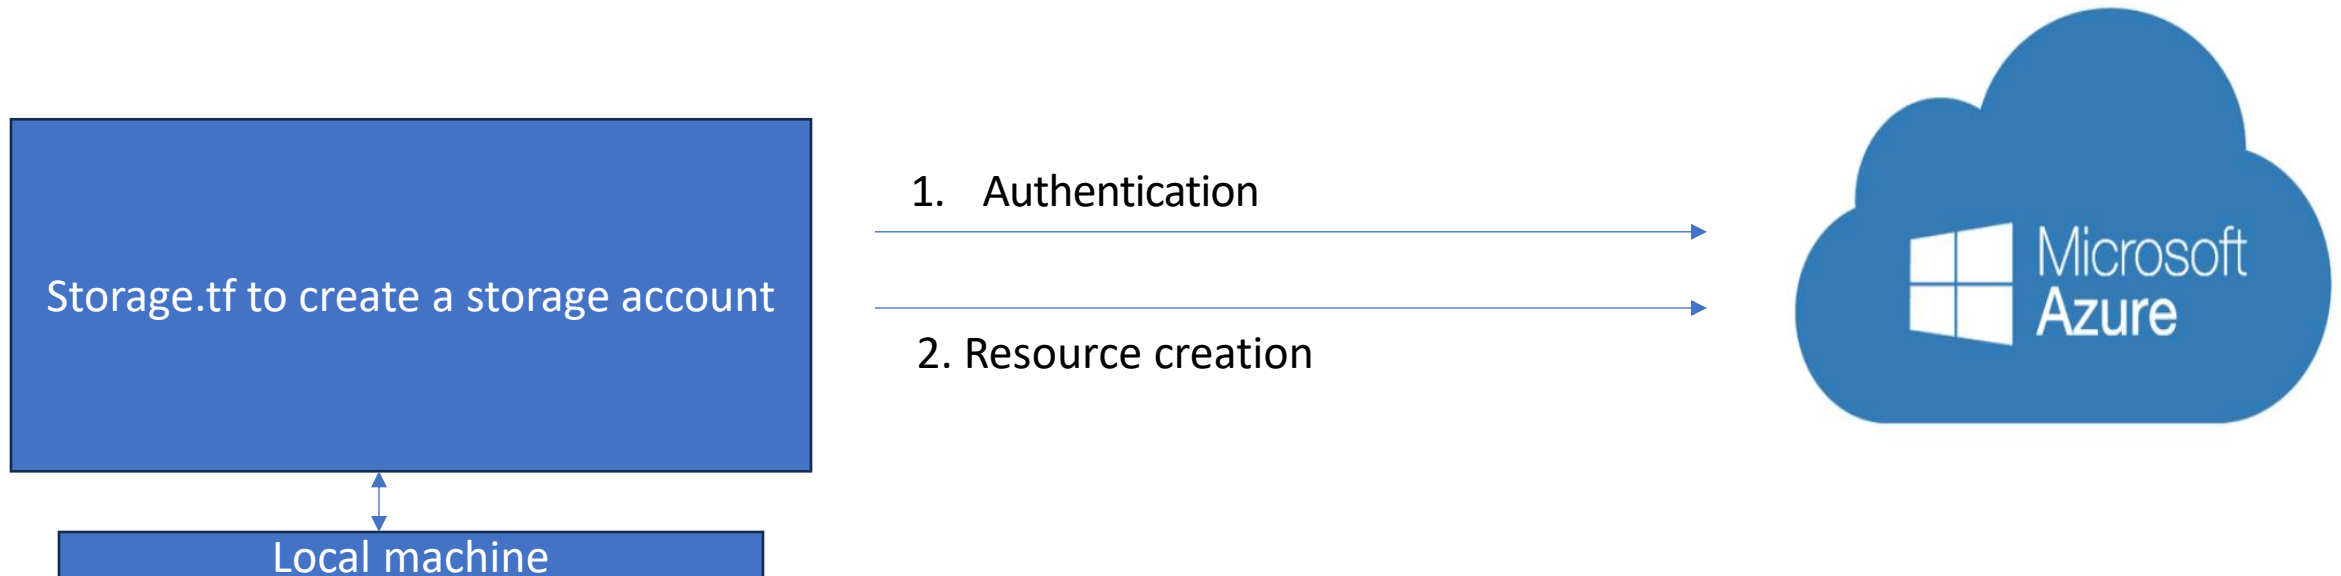 1. Authentication
Storage.tf to create a storage account
2. Resource creation
Microsoft
Azure
Local machine